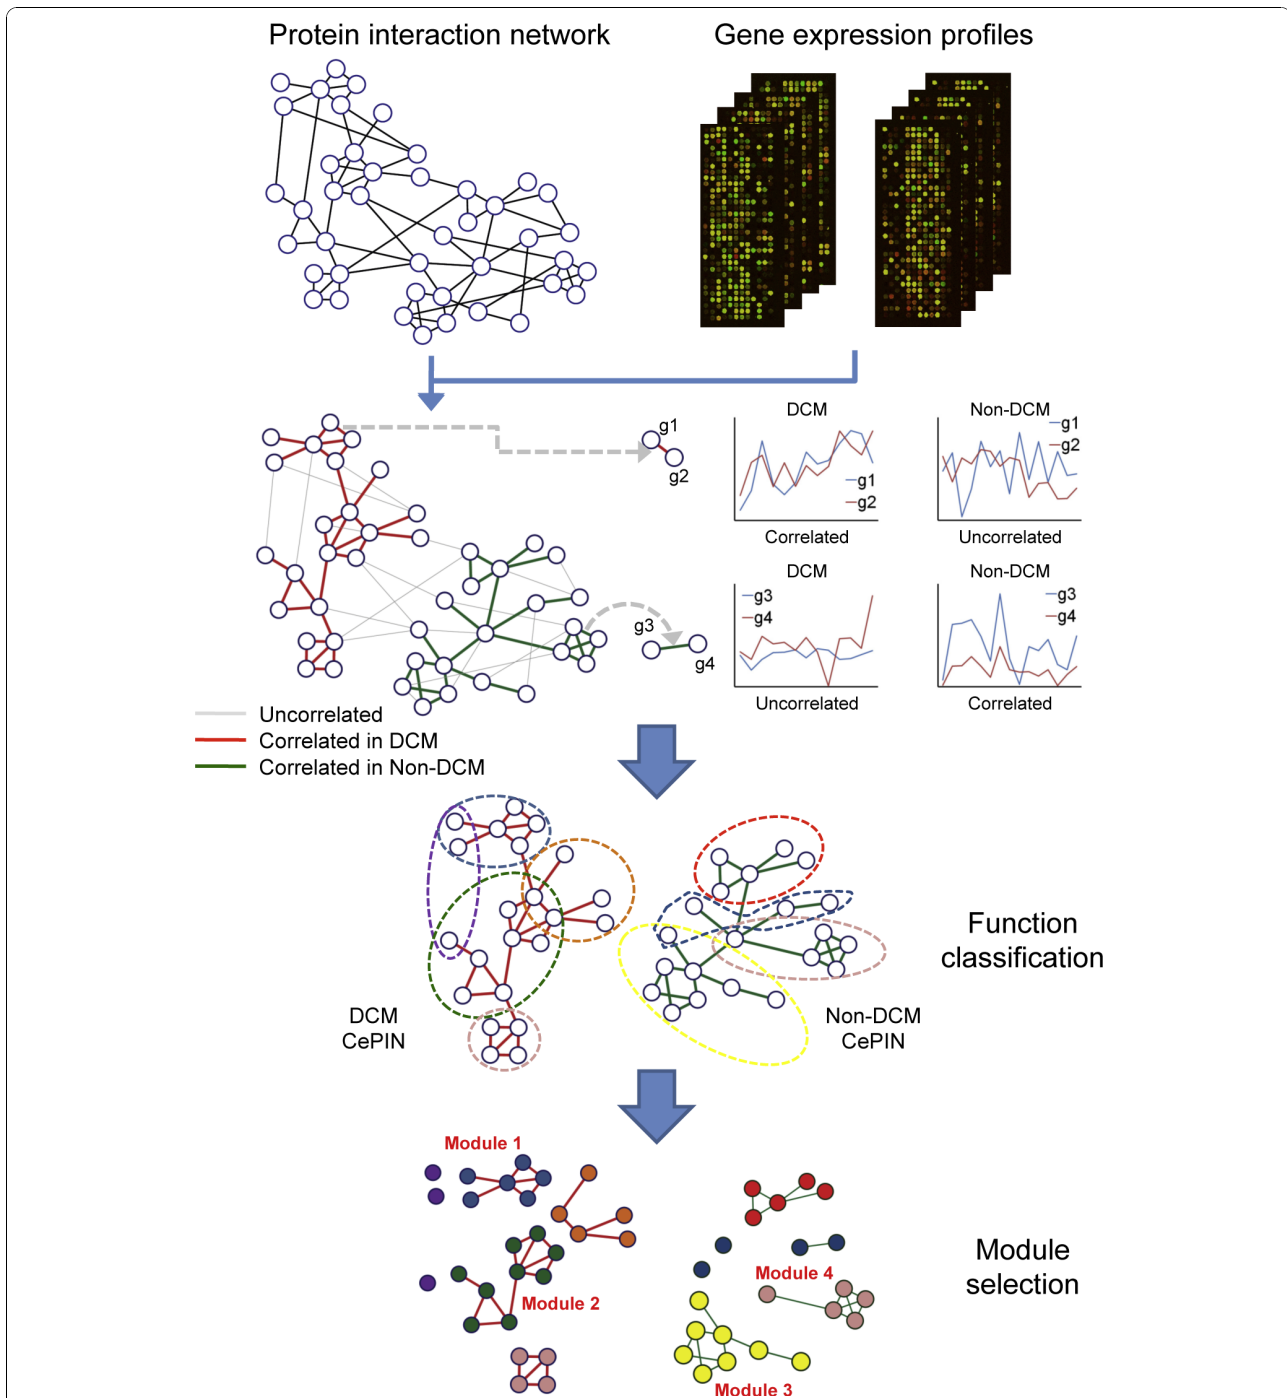 Protein interaction network
Gene expression profiles
g1
g2
DCM
g1
g2
Correlated
Non-DCM
g1
g2
Uncorrelated
g3
g4
DCM
g3
g4
Uncorrelated
Non-DCM
g3
g4
Correlated
Uncorrelated
Correlated in DCM
Correlated in Non-DCM
Function
classification
DCM
CePIN
Non-DCM
CePIN
Module 1
Module 2
Module 4
Module 3
Module
selection